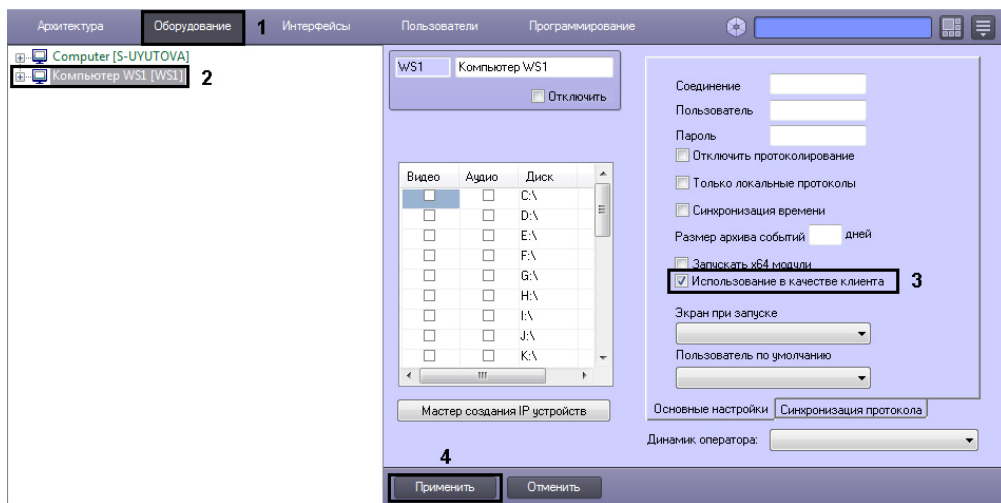 Архитектура Оборудование 1 Интерфейсы Пользователи Программирование
Computer [S-UYUTOVA]
Компьютер WS1 [WS1] 2
WS1 Компьютер WS1
Отключить
Видео Аудио Диск
C:\
D:\
E:\
F:\
G:\
H:\
I:\
J:\
K:\
Мастер создания IP устройств
Соединение
Пользователь
Пароль
Отключить протоколирование
Только локальные протоколы
Синхронизация времени
Размер архива событий дней
Запускать x64 модули
Использование в качестве клиента 3
Экран при запуске
Пользователь по умолчанию
Основные настройки Синхронизация протокола
Динамик оператора:
4
Применить Отменить